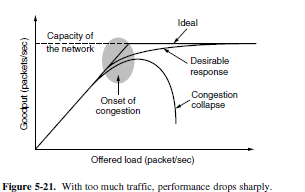 Ideal
Capacity of
the network
Desirable
response
Congestion
collapse
Onset of
congestion
Goodput (packets/sec)
Offered load (packet/sec)
Figure 5-21. With too much traffic, performance drops sharply.